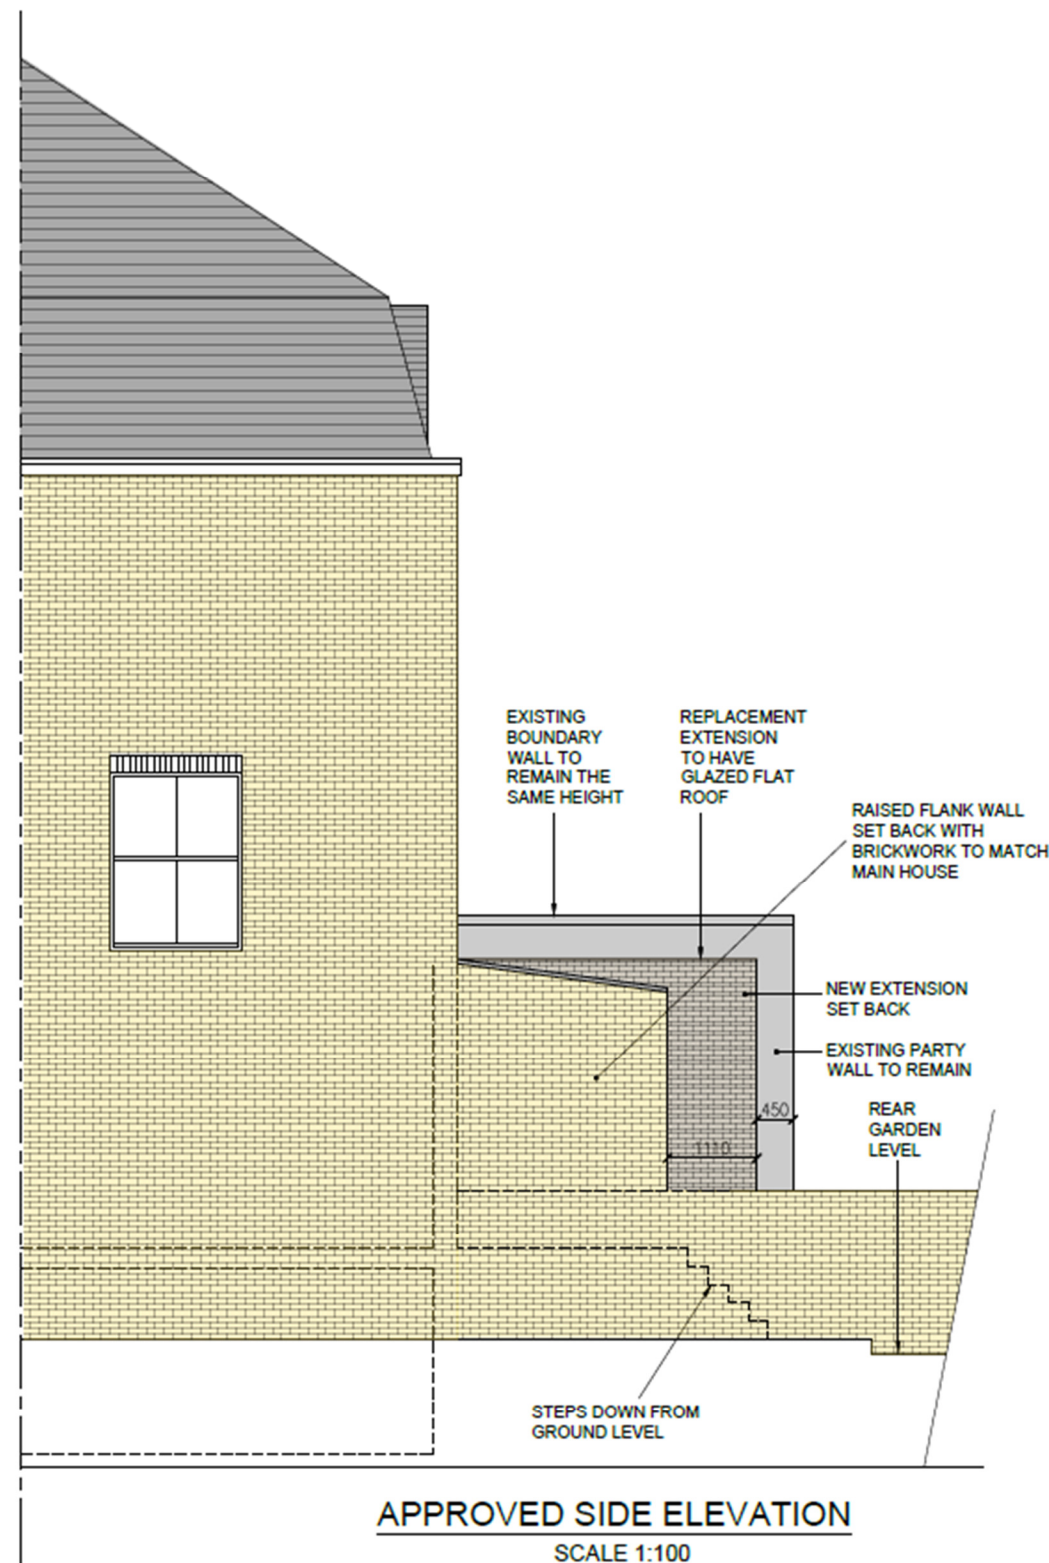 EXISTING
BOUNDARY
WALL TO
REMAIN THE
SAME HEIGHT
REPLACEMENT
EXTENSION
TO HAVE
GLAZED FLAT
ROOF
RAISED FLANK WALL
SET BACK WITH
BRICKWORK TO MATCH
MAIN HOUSE
NEW EXTENSION
SET BACK
EXISTING PARTY
WALL TO REMAIN
450
REAR
GARDEN
LEVEL
1110
STEPS DOWN FROM
GROUND LEVEL
APPROVED SIDE ELEVATION
SCALE 1:100